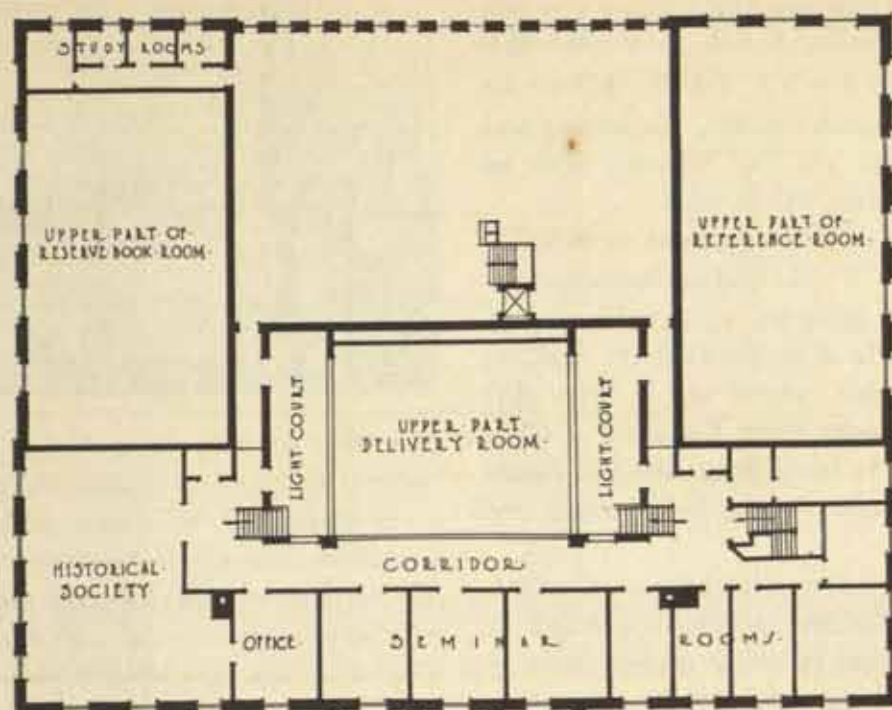 STUDY ROOMS·
UPPER PART OF·
RESERVE BOOK ROOM·
UPPER PART OF·
REFERENCE ROOM·
LIGHT COURT
UPPER PART
DELIVERY ROOM·
LIGHT COURT
CORRIDOR
HISTORICAL·
SOCIETY
OFFICE·
SEMINAR
ROOMS·